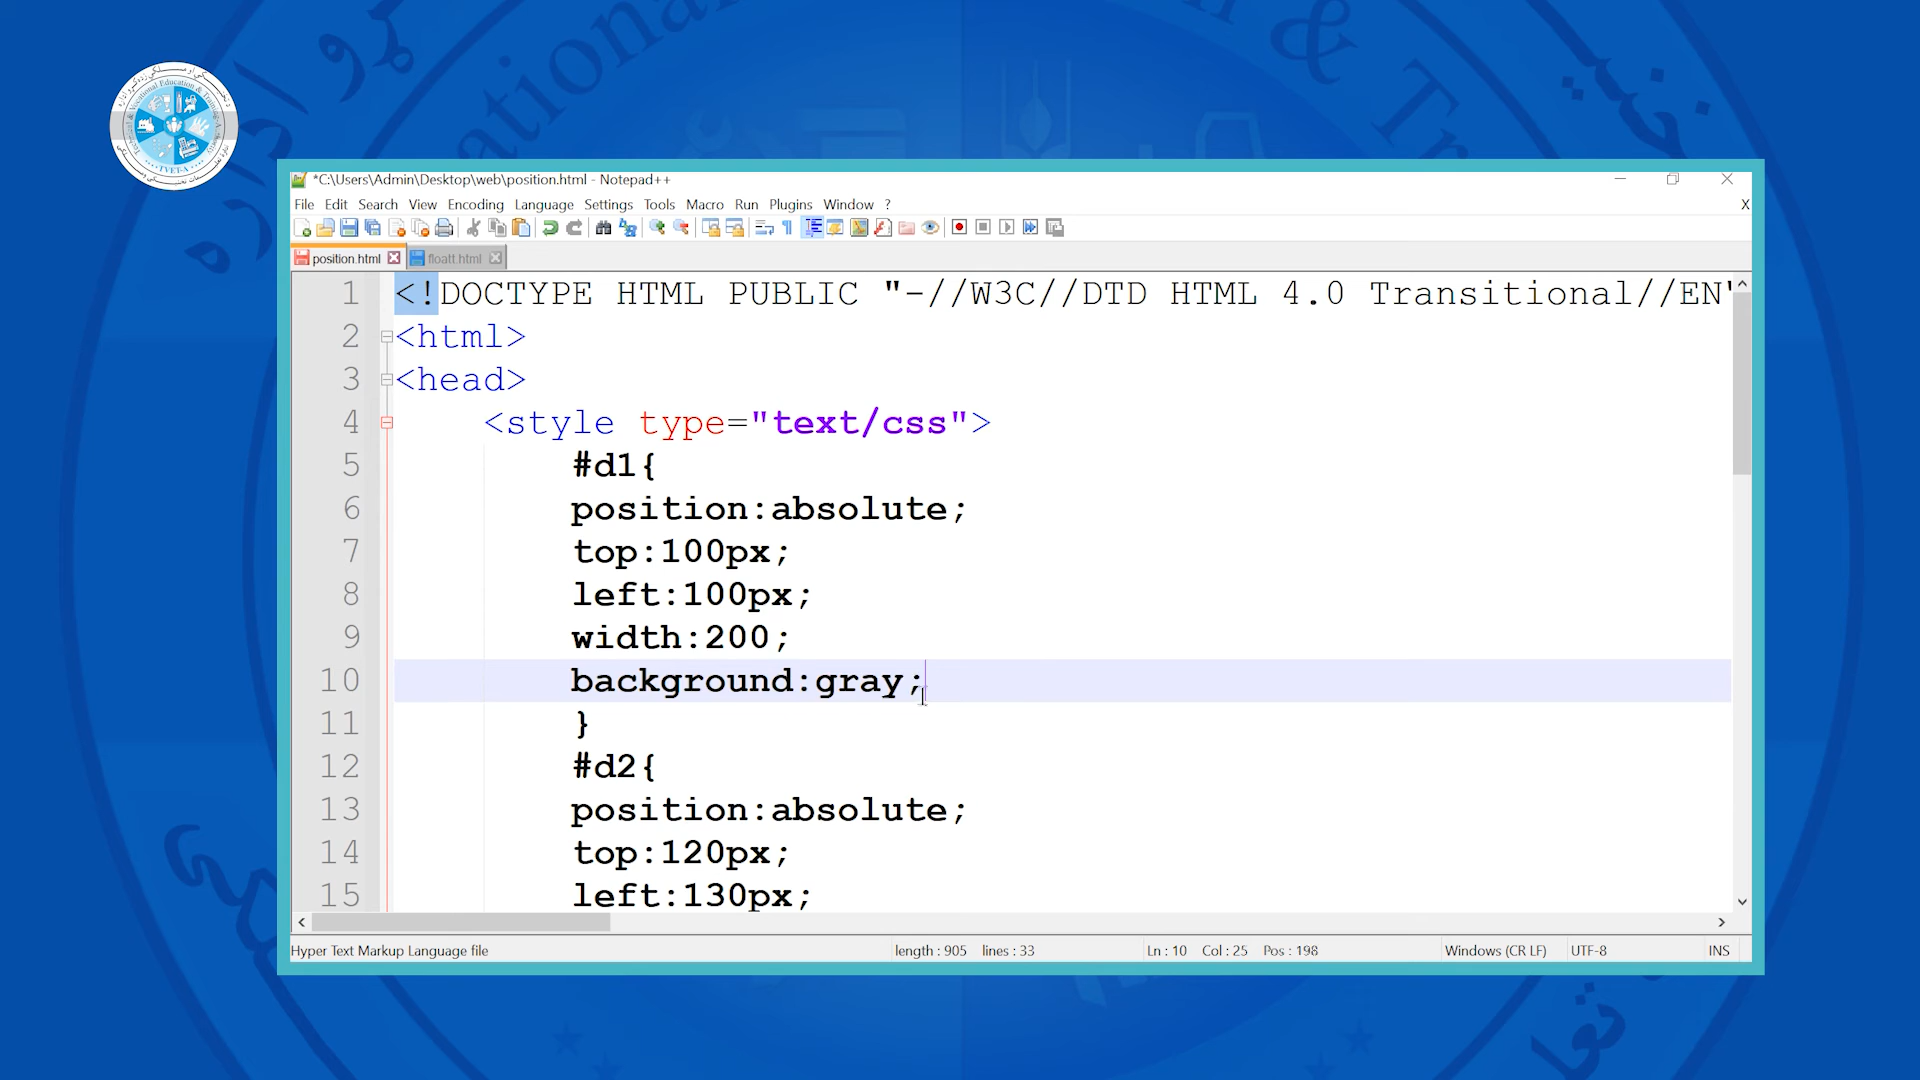 *C:\Users\Admin\Desktop\web\position.html - Notepad++
File Edit Search View Encoding Language Settings Tools Macro Run Plugins Window ? X
position.html floatt.html
1 <!DOCTYPE HTML PUBLIC "-//W3C//DTD HTML 4.0 Transitional//EN"
2 <html>
3 <head>
4 <style type="text/css">
5 #d1{
6 position:absolute;
7 top:100px;
8 left:100px;
9 width:200;
10 background:gray;
11 }
12 #d2{
13 position:absolute;
14 top:120px;
15 left:130px;
Hyper Text Markup Language file length : 905 lines : 33 Ln : 10 Col : 25 Pos : 198 Windows (CR LF) UTF-8 INS
TVET-A
ational
& Tr